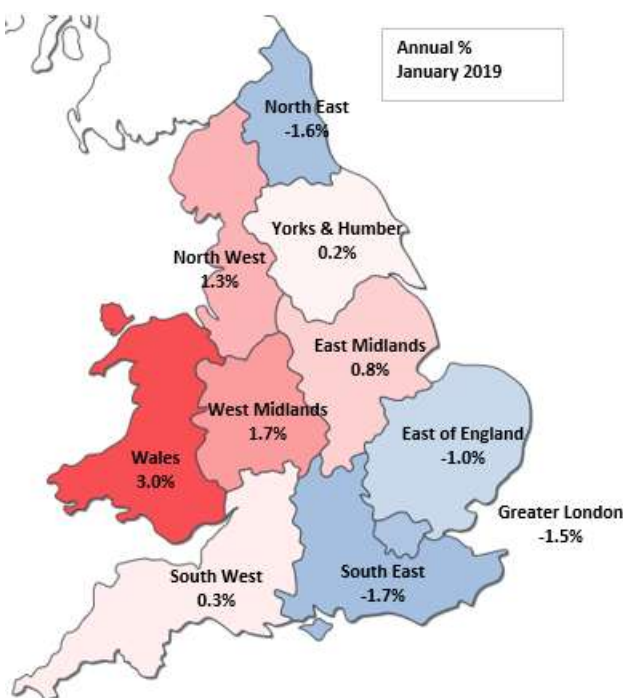 Annual %
January 2019
North East
-1.6%
Yorks & Humber
0.2%
North West
1.3%
East Midlands
0.8%
West Midlands
1.7%
East of England
-1.0%
Wales
3.0%
Greater London
-1.5%
South East
-1.7%
South West
0.3%